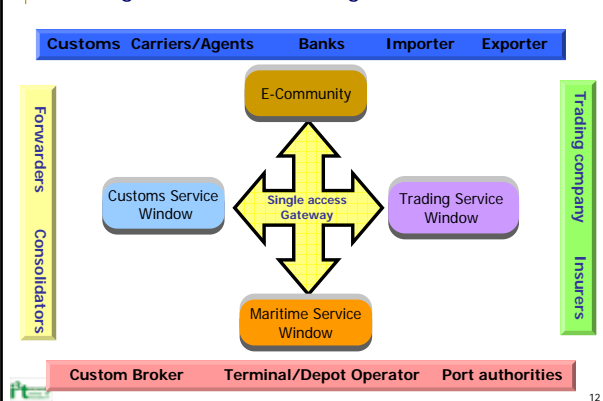 Customs Carriers/Agents Banks Importer Exporter
E-Community
Forwarders Consolidators
Trading company Insurers
Customs Service
Window
Single access
Gateway
Trading Service
Window
Maritime Service
Window
Custom Broker Terminal/Depot Operator Port authorities
12